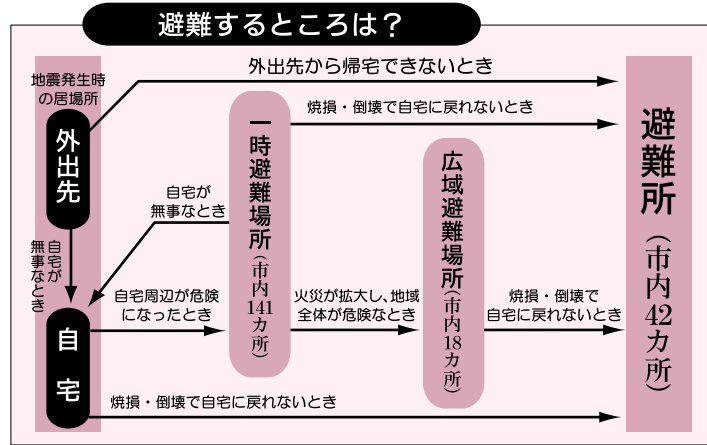 避難するところは？
地震発生時
の居場所
外出先
自宅が
無事なとき
自宅
外出先から帰宅できないとき
一時避難場所（市内141カ所）
焼損・倒壊で自宅に戻れないとき
自宅が
無事なとき
自宅周辺が危険
になったとき
火災が拡大し、地域
全体が危険なとき
広域避難場所（市内18カ所）
焼損・倒壊で
自宅に戻れないとき
焼損・倒壊で自宅に戻れないとき
避難所（市内42カ所）